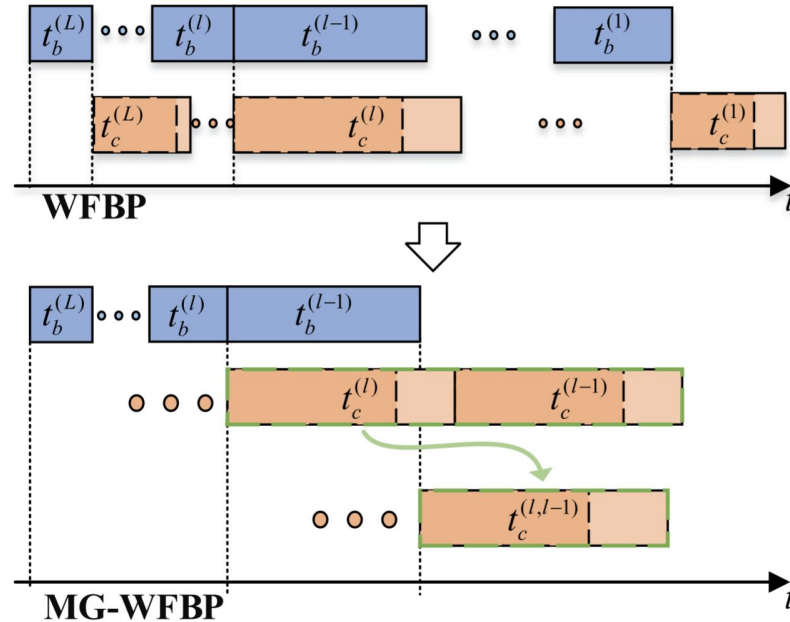 t_b^{(L)} t_b^{(l)} t_b^{(l-1)} t_b^{(1)}
t_c^{(L)} t_c^{(l)} t_c^{(1)}
WFBP t
t_b^{(L)} t_b^{(l)} t_b^{(l-1)}
t_c^{(l)} t_c^{(l-1)}
t_c^{(l,l-1)}
MG-WFBP t